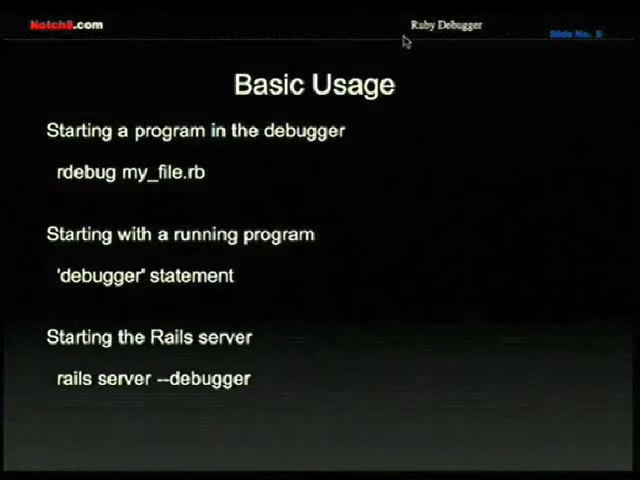 Notch8.com
Ruby Debugger
Slide No. 5
Basic Usage
Starting a program in the debugger
rdebug my_file.rb
Starting with a running program
'debugger' statement
Starting the Rails server
rails server --debugger